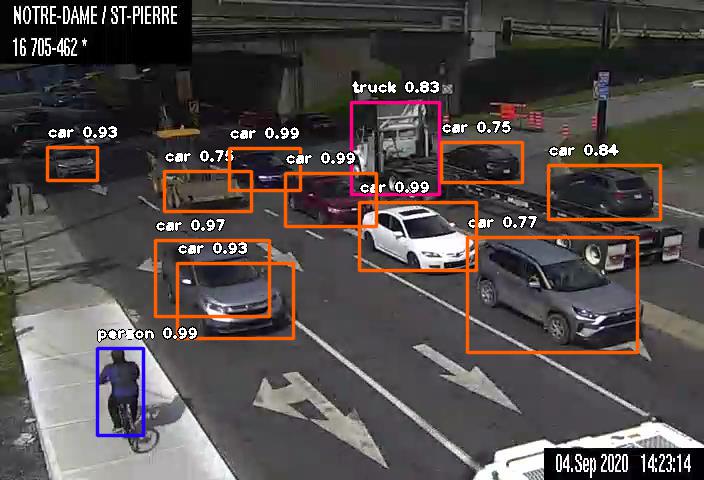 NOTRE-DAME / ST-PIERRE
16 705-462 *
truck 0.83
car 0.93
car 0.99
car 0.75
car 0.75
car 0.99
car 0.84
car 0.99
car 0.97
car 0.77
car 0.93
person 0.99
04.Sep 2020 14:23:14